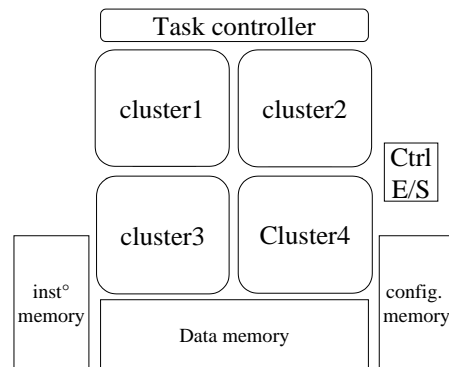 Task controller
cluster1
cluster2
Ctrl
E/S
cluster3
Cluster4
inst°
memory
Data memory
config.
memory